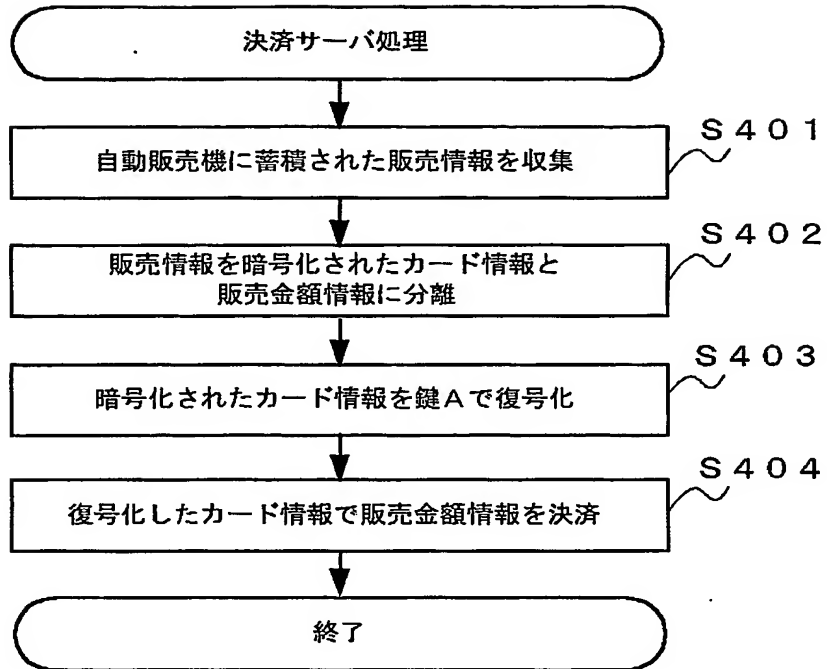 決済サーバ処理
S401
自動販売機に蓄積された販売情報を収集
S402
販売情報を暗号化されたカード情報と
販売金額情報に分離
S403
暗号化されたカード情報を鍵Aで復号化
S404
復号化したカード情報で販売金額情報を決済
終了